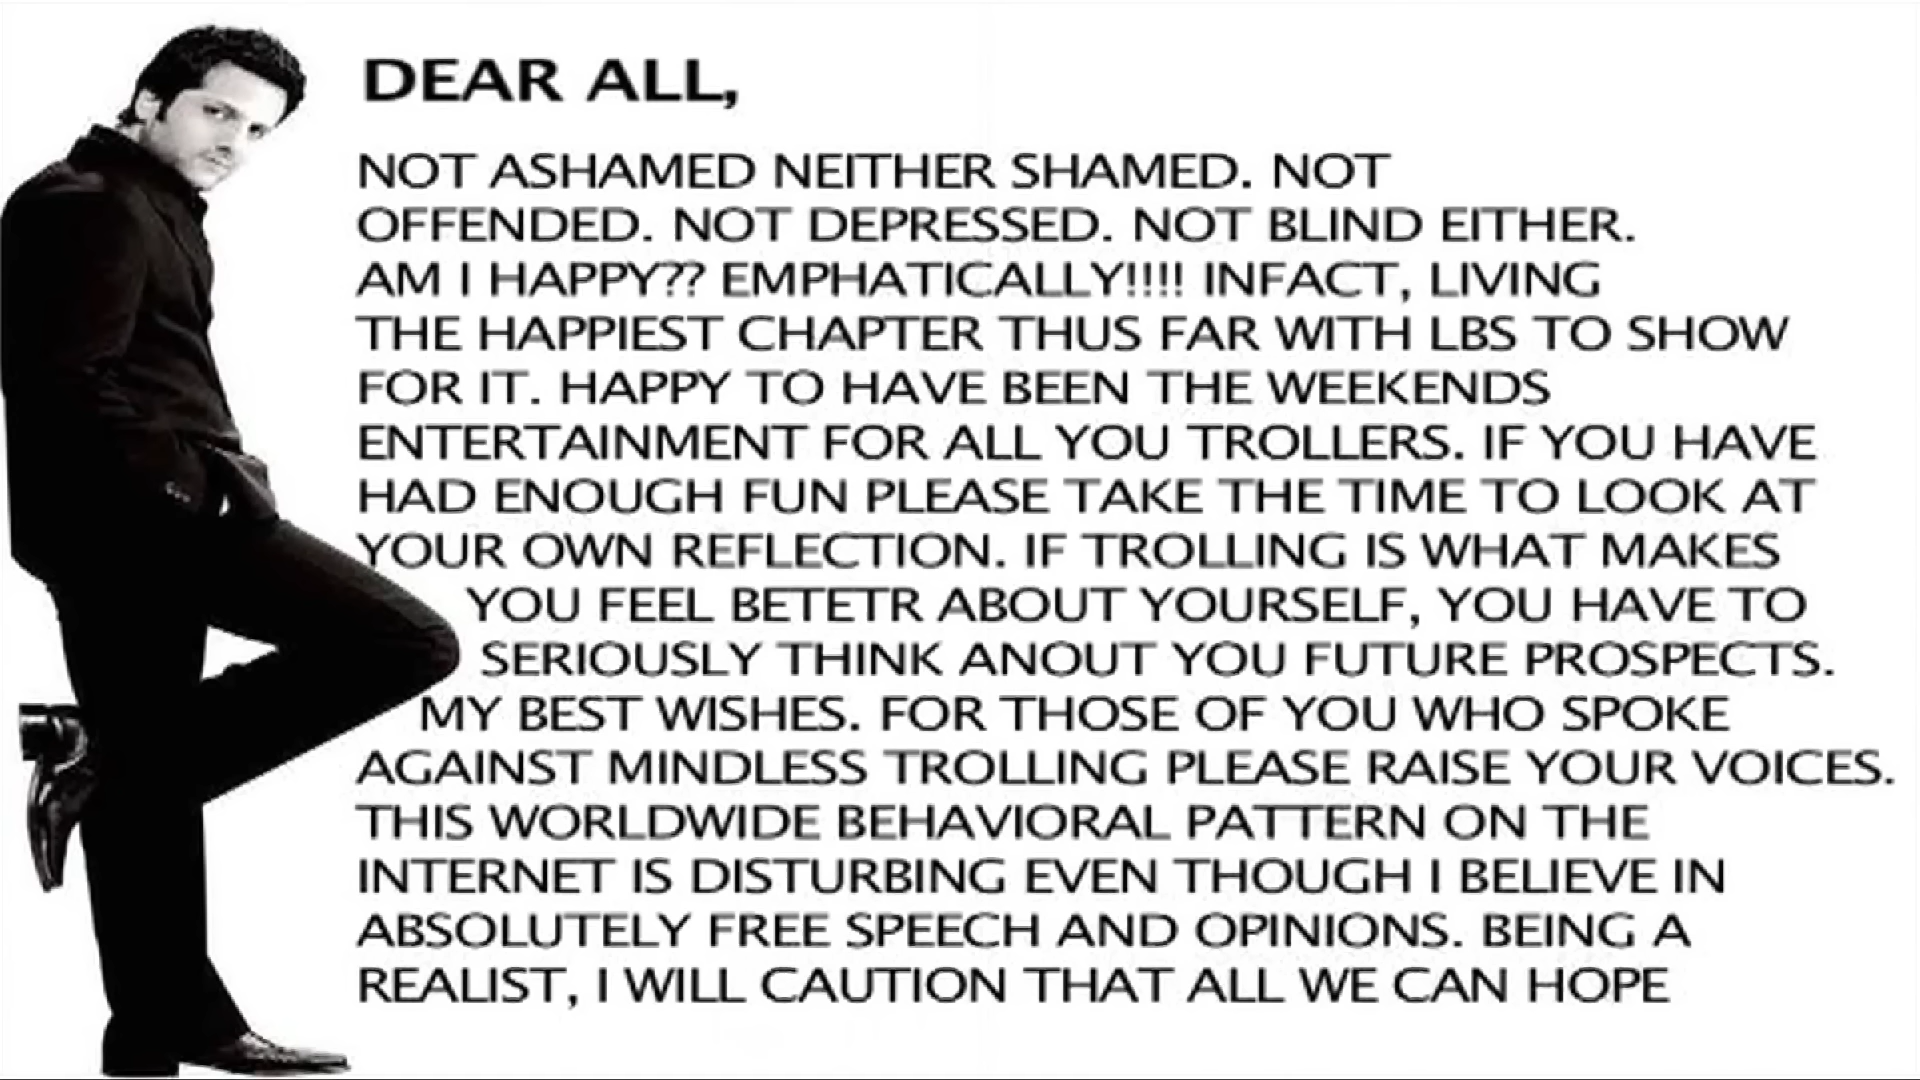 DEAR ALL,
NOT ASHAMED NEITHER SHAMED. NOT
OFFENDED. NOT DEPRESSED. NOT BLIND EITHER.
AM I HAPPY?? EMPHATICALLY!!!! INFACT, LIVING
THE HAPPIEST CHAPTER THUS FAR WITH LBS TO SHOW
FOR IT. HAPPY TO HAVE BEEN THE WEEKENDS
ENTERTAINMENT FOR ALL YOU TROLLERS. IF YOU HAVE
HAD ENOUGH FUN PLEASE TAKE THE TIME TO LOOK AT
YOUR OWN REFLECTION. IF TROLLING IS WHAT MAKES
YOU FEEL BETETR ABOUT YOURSELF, YOU HAVE TO
SERIOUSLY THINK ANOUT YOU FUTURE PROSPECTS.
MY BEST WISHES. FOR THOSE OF YOU WHO SPOKE
AGAINST MINDLESS TROLLING PLEASE RAISE YOUR VOICES.
THIS WORLDWIDE BEHAVIORAL PATTERN ON THE
INTERNET IS DISTURBING EVEN THOUGH I BELIEVE IN
ABSOLUTELY FREE SPEECH AND OPINIONS. BEING A
REALIST, I WILL CAUTION THAT ALL WE CAN HOPE